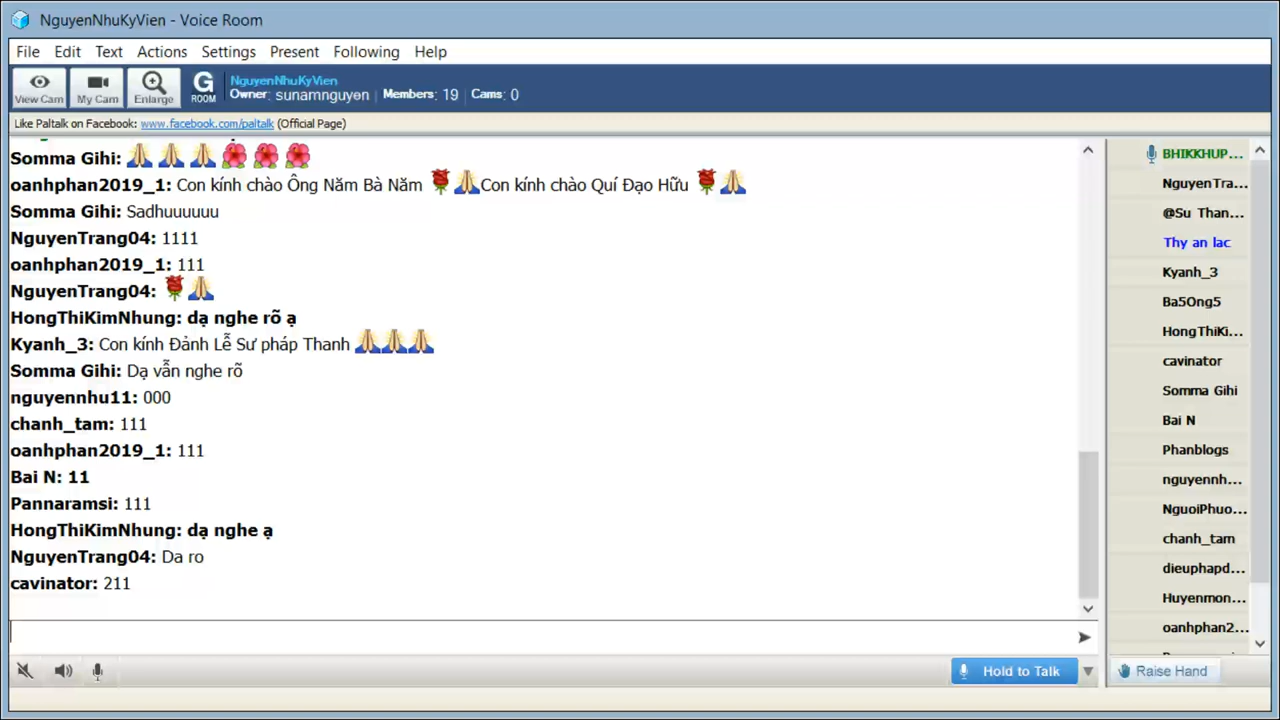 NguyenNhuKyVien - Voice Room
File Edit Text Actions Settings Present Following Help
View Cam My Cam Enlarge G ROOM
NguyenNhuKyVien
Owner: sunamnguyen | Members: 19 | Cams: 0
Like Paltalk on Facebook: www.facebook.com/paltalk (Official Page)
Somma Gihi: 🙏 🙏 🙏 🌺 🌺 🌺
oanhphan2019_1: Con kính chào Ông Năm Bà Năm 🌹🙏Con kính chào Quí Đạo Hữu 🌹🙏
Somma Gihi: Sadhuuuuuu
NguyenTrang04: 1111
oanhphan2019_1: 111
NguyenTrang04: 🌹🙏
HongThiKimNhung: dạ nghe rõ ạ
Kyanh_3: Con kính Đảnh Lễ Sư pháp Thanh 🙏🙏🙏
Somma Gihi: Dạ vẫn nghe rõ
nguyennhu11: 000
chanh_tam: 111
oanhphan2019_1: 111
Bai N: 11
Pannaramsi: 111
HongThiKimNhung: dạ nghe ạ
NguyenTrang04: Da ro
cavinator: 211
Hold to Talk
BHIKKHUP...
NguyenTra...
@Su Than...
Thy an lac
Kyanh_3
Ba5Ong5
HongThiKi...
cavinator
Somma Gihi
Bai N
Phanblogs
nguyennh...
NguoiPhuo...
chanh_tam
dieuphapd...
Huyenmon...
oanhphan2...
Raise Hand